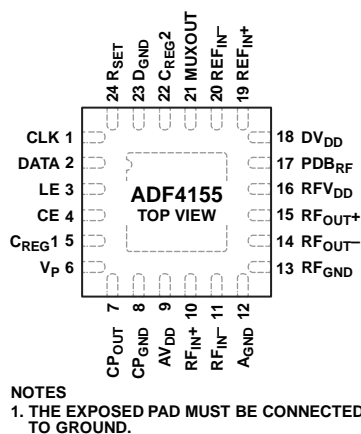 24 RSET
23 DGND
22 CREG2
21 MUXOUT
20 REFIN−
19 REFIN+
CLK 1
DATA 2
LE 3
CE 4
CREG1 5
VP 6
ADF4155
TOP VIEW
18 DVDD
17 PDBRF
16 RFVDD
15 RFOUT+
14 RFOUT−
13 RFGND
CPOUT 7
CPGND 8
AVDD 9
RFIN+ 10
RFIN− 11
AGND 12
NOTES
1. THE EXPOSED PAD MUST BE CONNECTED
TO GROUND.